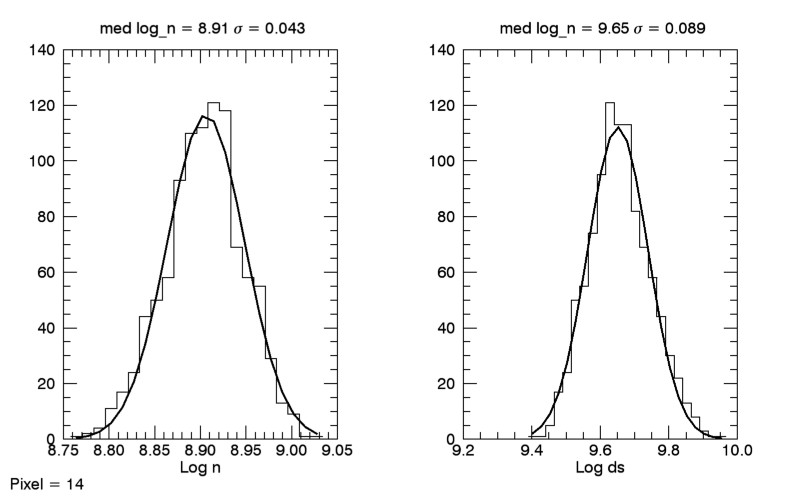 med log_n = 8.91 σ = 0.043
140
120
100
80
60
40
20
0
8.75 8.80 8.85 8.90 8.95 9.00 9.05
Log n
med log_n = 9.65 σ = 0.089
140
120
100
80
60
40
20
0
9.2 9.4 9.6 9.8 10.0
Log ds
Pixel = 14